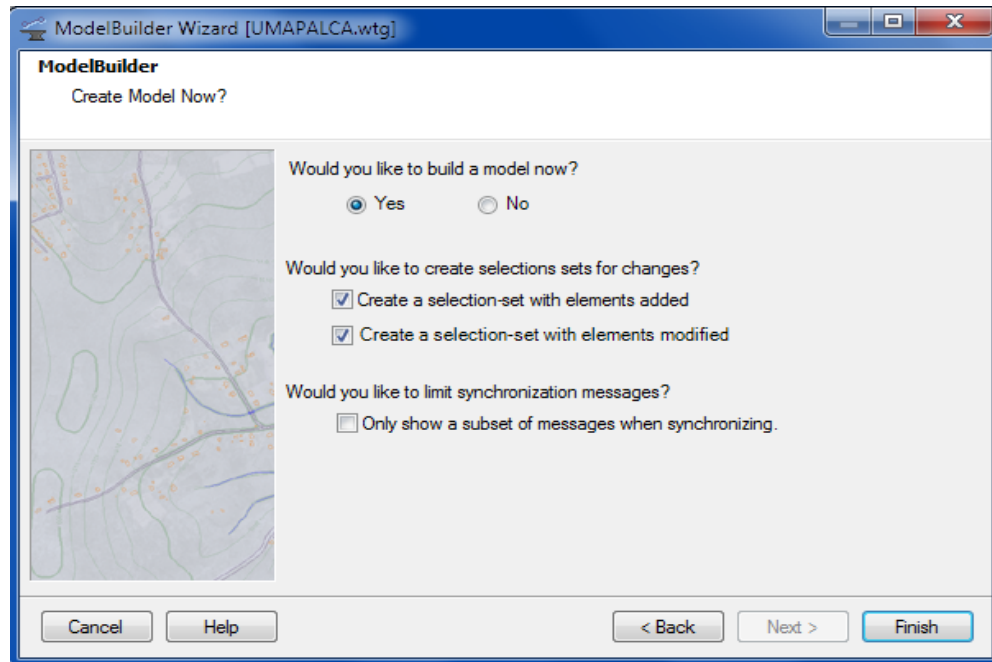 ModelBuilder Wizard [UMAPALCA.wtg]
ModelBuilder
Create Model Now?
Would you like to build a model now?
Yes No
Would you like to create selections sets for changes?
Create a selection-set with elements added
Create a selection-set with elements modified
Would you like to limit synchronization messages?
Only show a subset of messages when synchronizing.
Cancel Help < Back Next > Finish